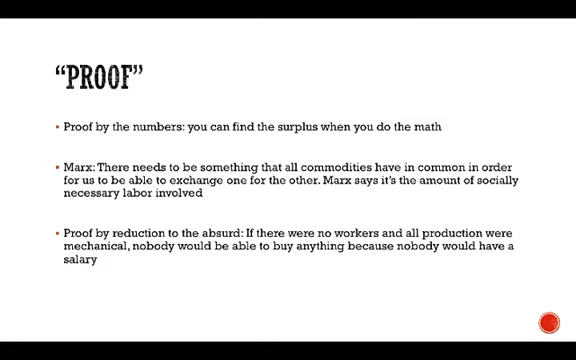 “PROOF”
▪ Proof by the numbers: you can find the surplus when you do the math
▪ Marx: There needs to be something that all commodities have in common in order
for us to be able to exchange one for the other. Marx says it's the amount of socially
necessary labor involved
▪ Proof by reduction to the absurd: If there were no workers and all production were
mechanical, nobody would be able to buy anything because nobody would have a
salary